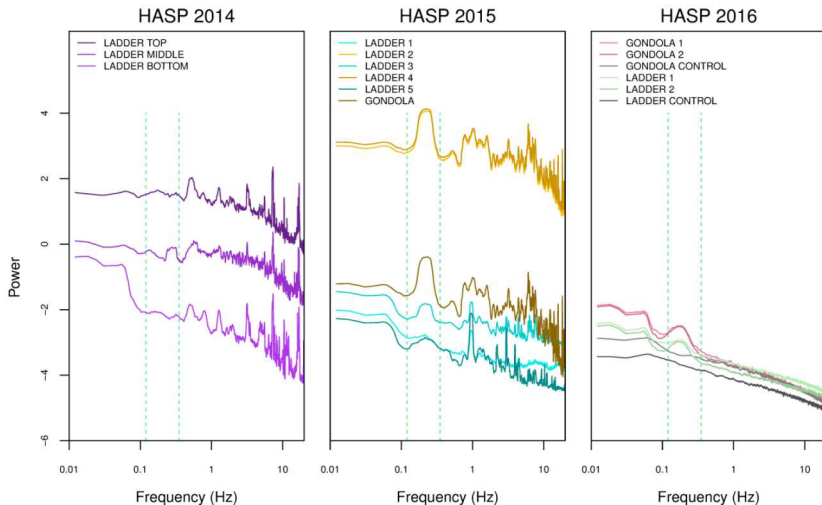 HASP 2014
HASP 2015
HASP 2016
LADDER TOP
LADDER MIDDLE
LADDER BOTTOM
LADDER 1
LADDER 2
LADDER 3
LADDER 4
LADDER 5
GONDOLA
GONDOLA 1
GONDOLA 2
GONDOLA CONTROL
LADDER 1
LADDER 2
LADDER CONTROL
Power
4
2
0
-2
-4
-6
0.01 0.1 1 10
0.01 0.1 1 10
0.01 0.1 1 10
Frequency (Hz)
Frequency (Hz)
Frequency (Hz)